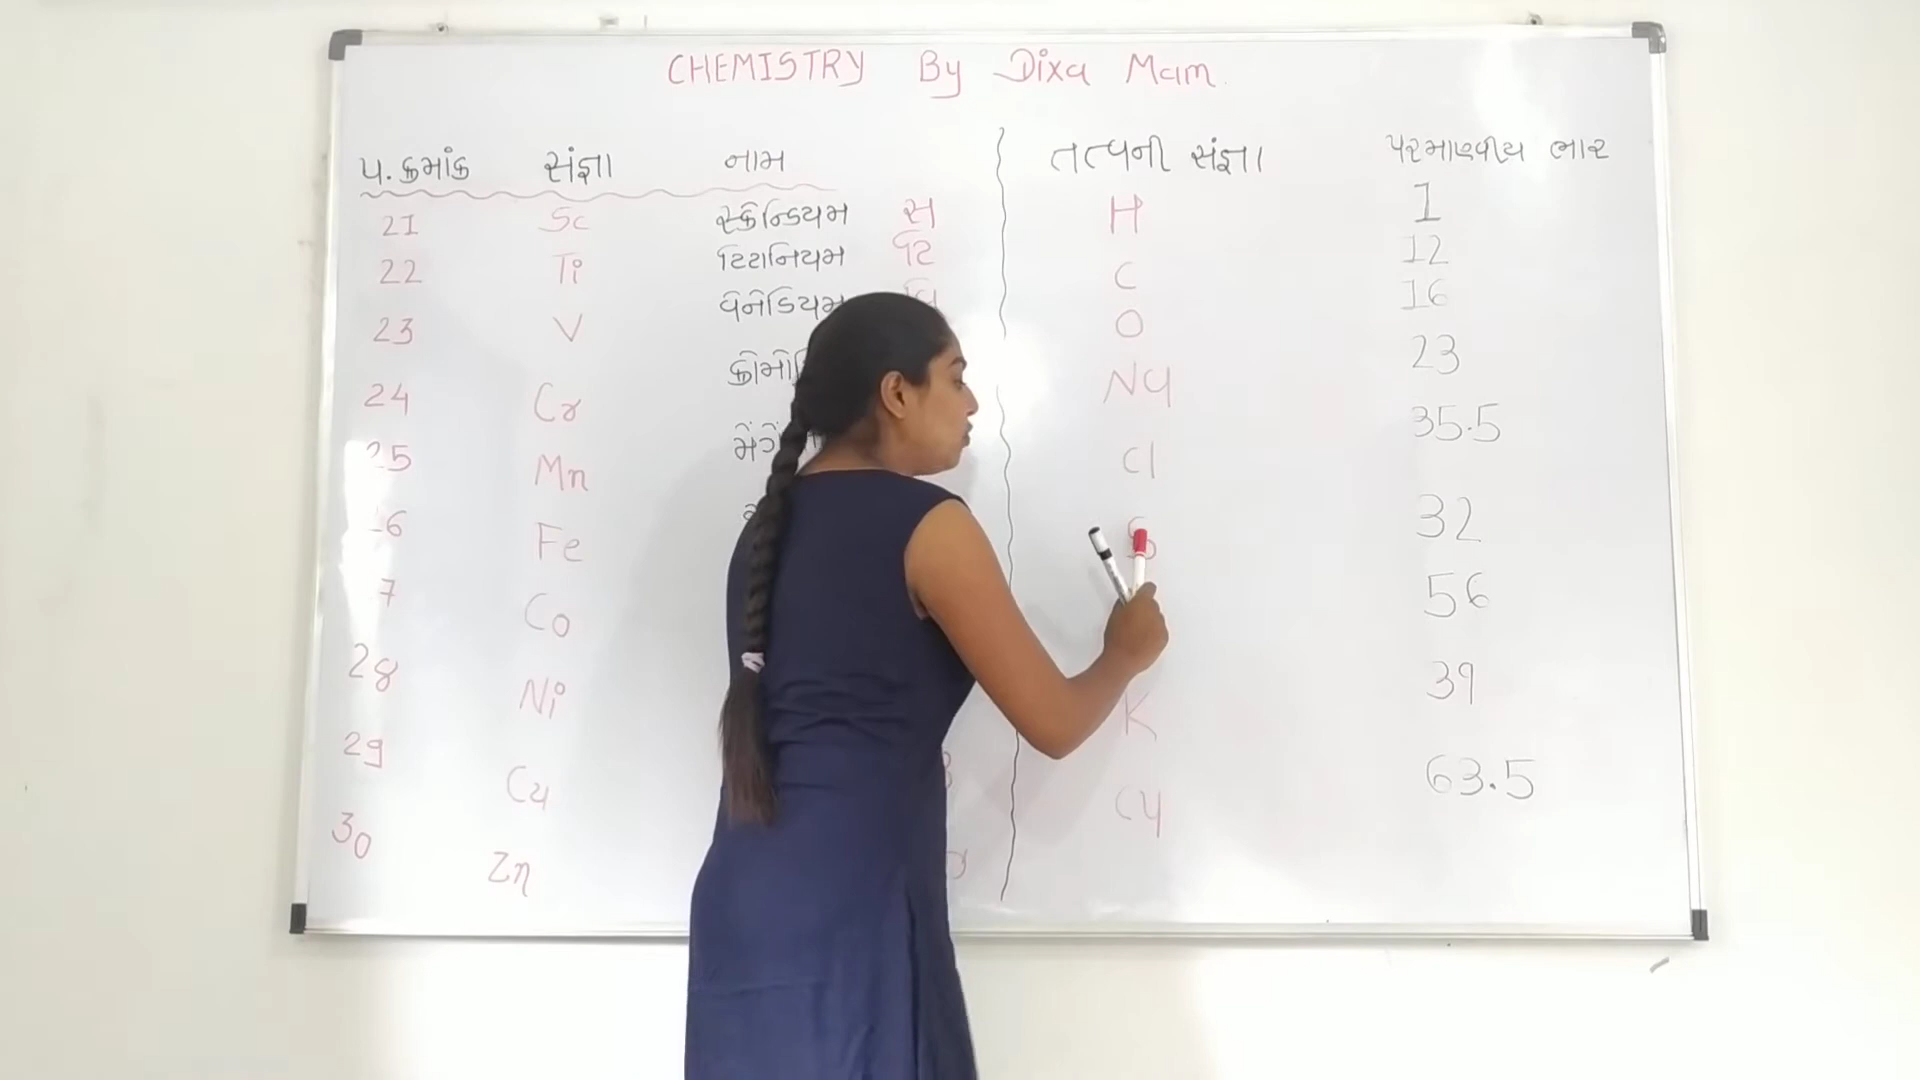 CHEMISTRY By Dixa Mam
પ. ક્રમાંક સંજ્ઞા નામ
21 Sc સ્કેન્ડિયમ સ
22 Ti ટિટાનિયમ ટિ
23 V વેનેડિયમ
24 Cr
25 Mn
6 Fe
7 Co
28 Ni
29 Cu
30 Zn
તત્વની સંજ્ઞા પરમાણ્વીય ભાર
H 1
C 12
O 16
Na 23
Cl 35.5
S 32
56
K 39
Cu 63.5